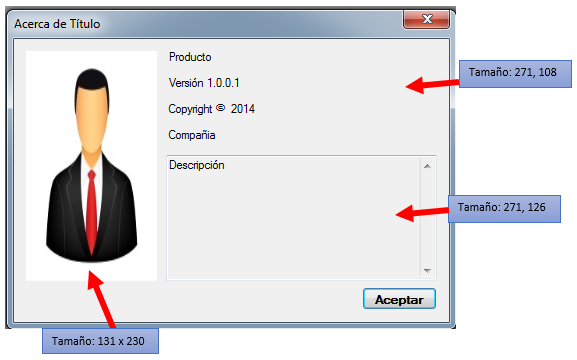 Acerca de Título
Producto
Versión 1.0.0.1
Copyright © 2014
Compañia
Descripción
Aceptar
Tamaño: 271, 108
Tamaño: 271, 126
Tamaño: 131 x 230